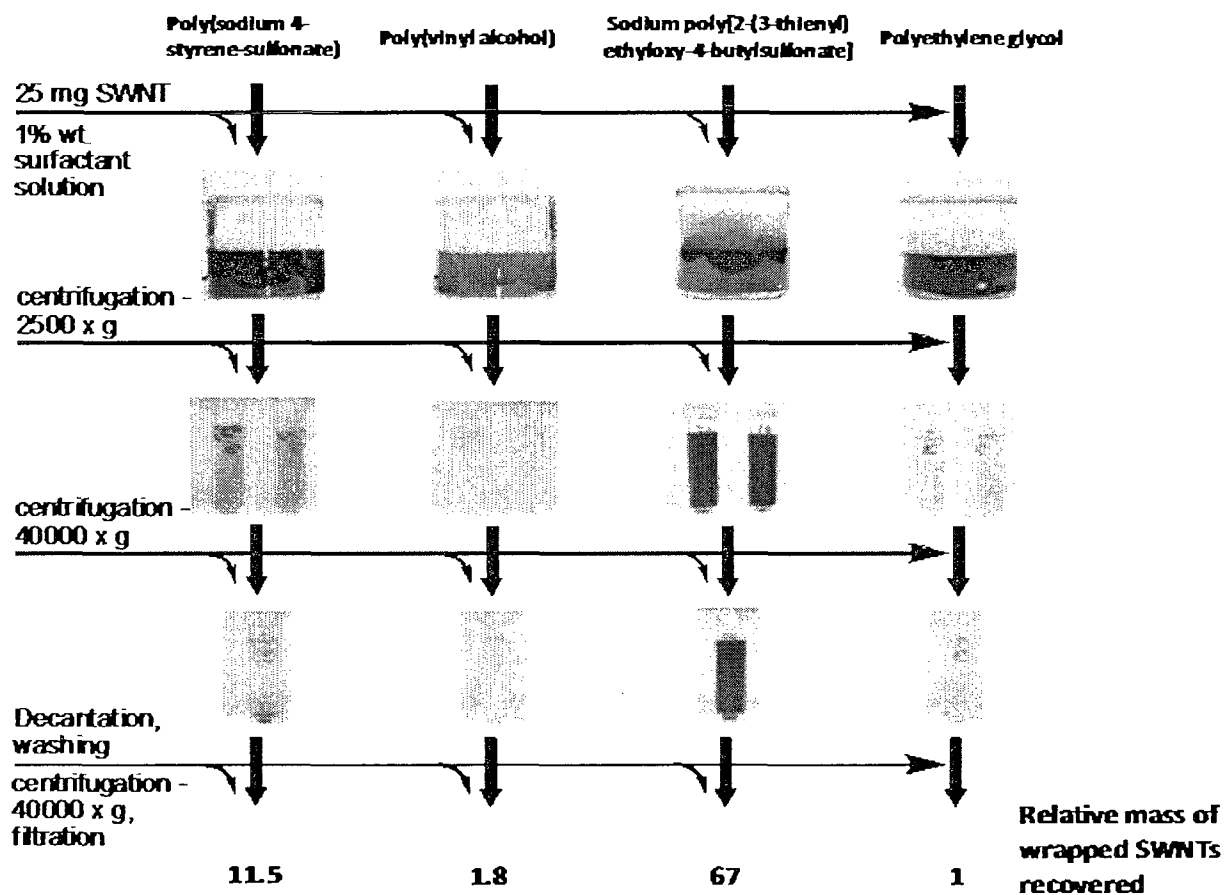 Poly(sodium 4-
styrene-sulfonate)
Poly(vinyl alcohol)
Sodium poly[2-(3-thienyl)
ethyloxy-4-butylsulfonate]
Polyethylene glycol
25 mg SWNT
1% wt.
surfactant
solution
centrifugation -
2500 x g
centrifugation -
40000 x g
Decantation,
washing
centrifugation -
40000 x g,
filtration
11.5
1.8
67
1
Relative mass of
wrapped SWNTs
recovered